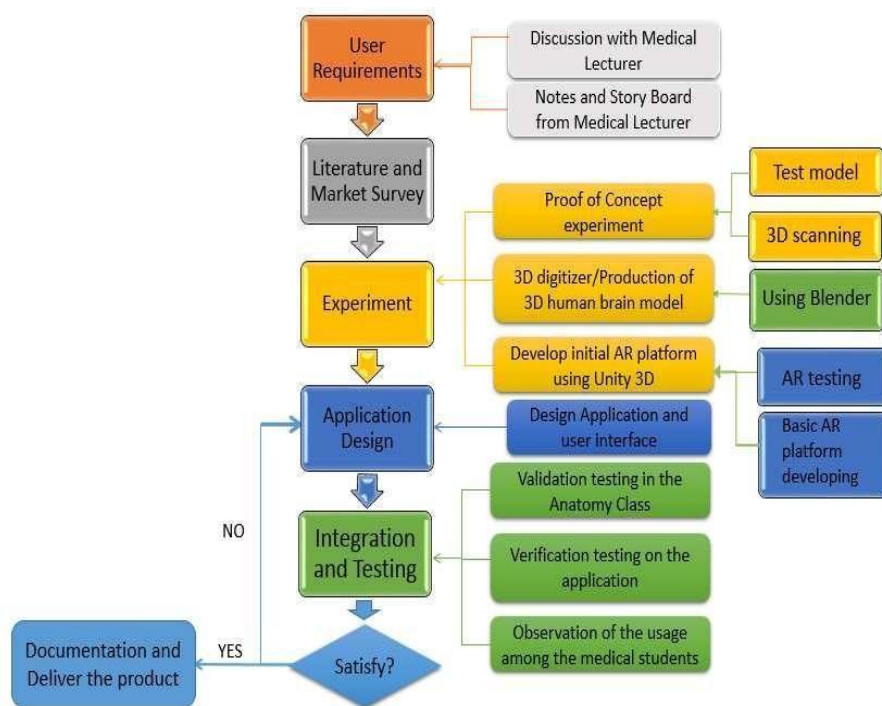 User
Requirements
Discussion with Medical
Lecturer
Notes and Story Board
from Medical Lecturer
Literature and
Market Survey
Test model
Proof of Concept
experiment
3D scanning
Experiment
3D digitizer/Production of
3D human brain model
Using Blender
Develop initial AR platform
using Unity 3D
AR testing
Application
Design
Design Application and
user interface
Basic AR
platform
developing
Validation testing in the
Anatomy Class
NO
Integration
and Testing
Verification testing on the
application
Observation of the usage
among the medical students
Documentation and
Deliver the product
YES
Satisfy?